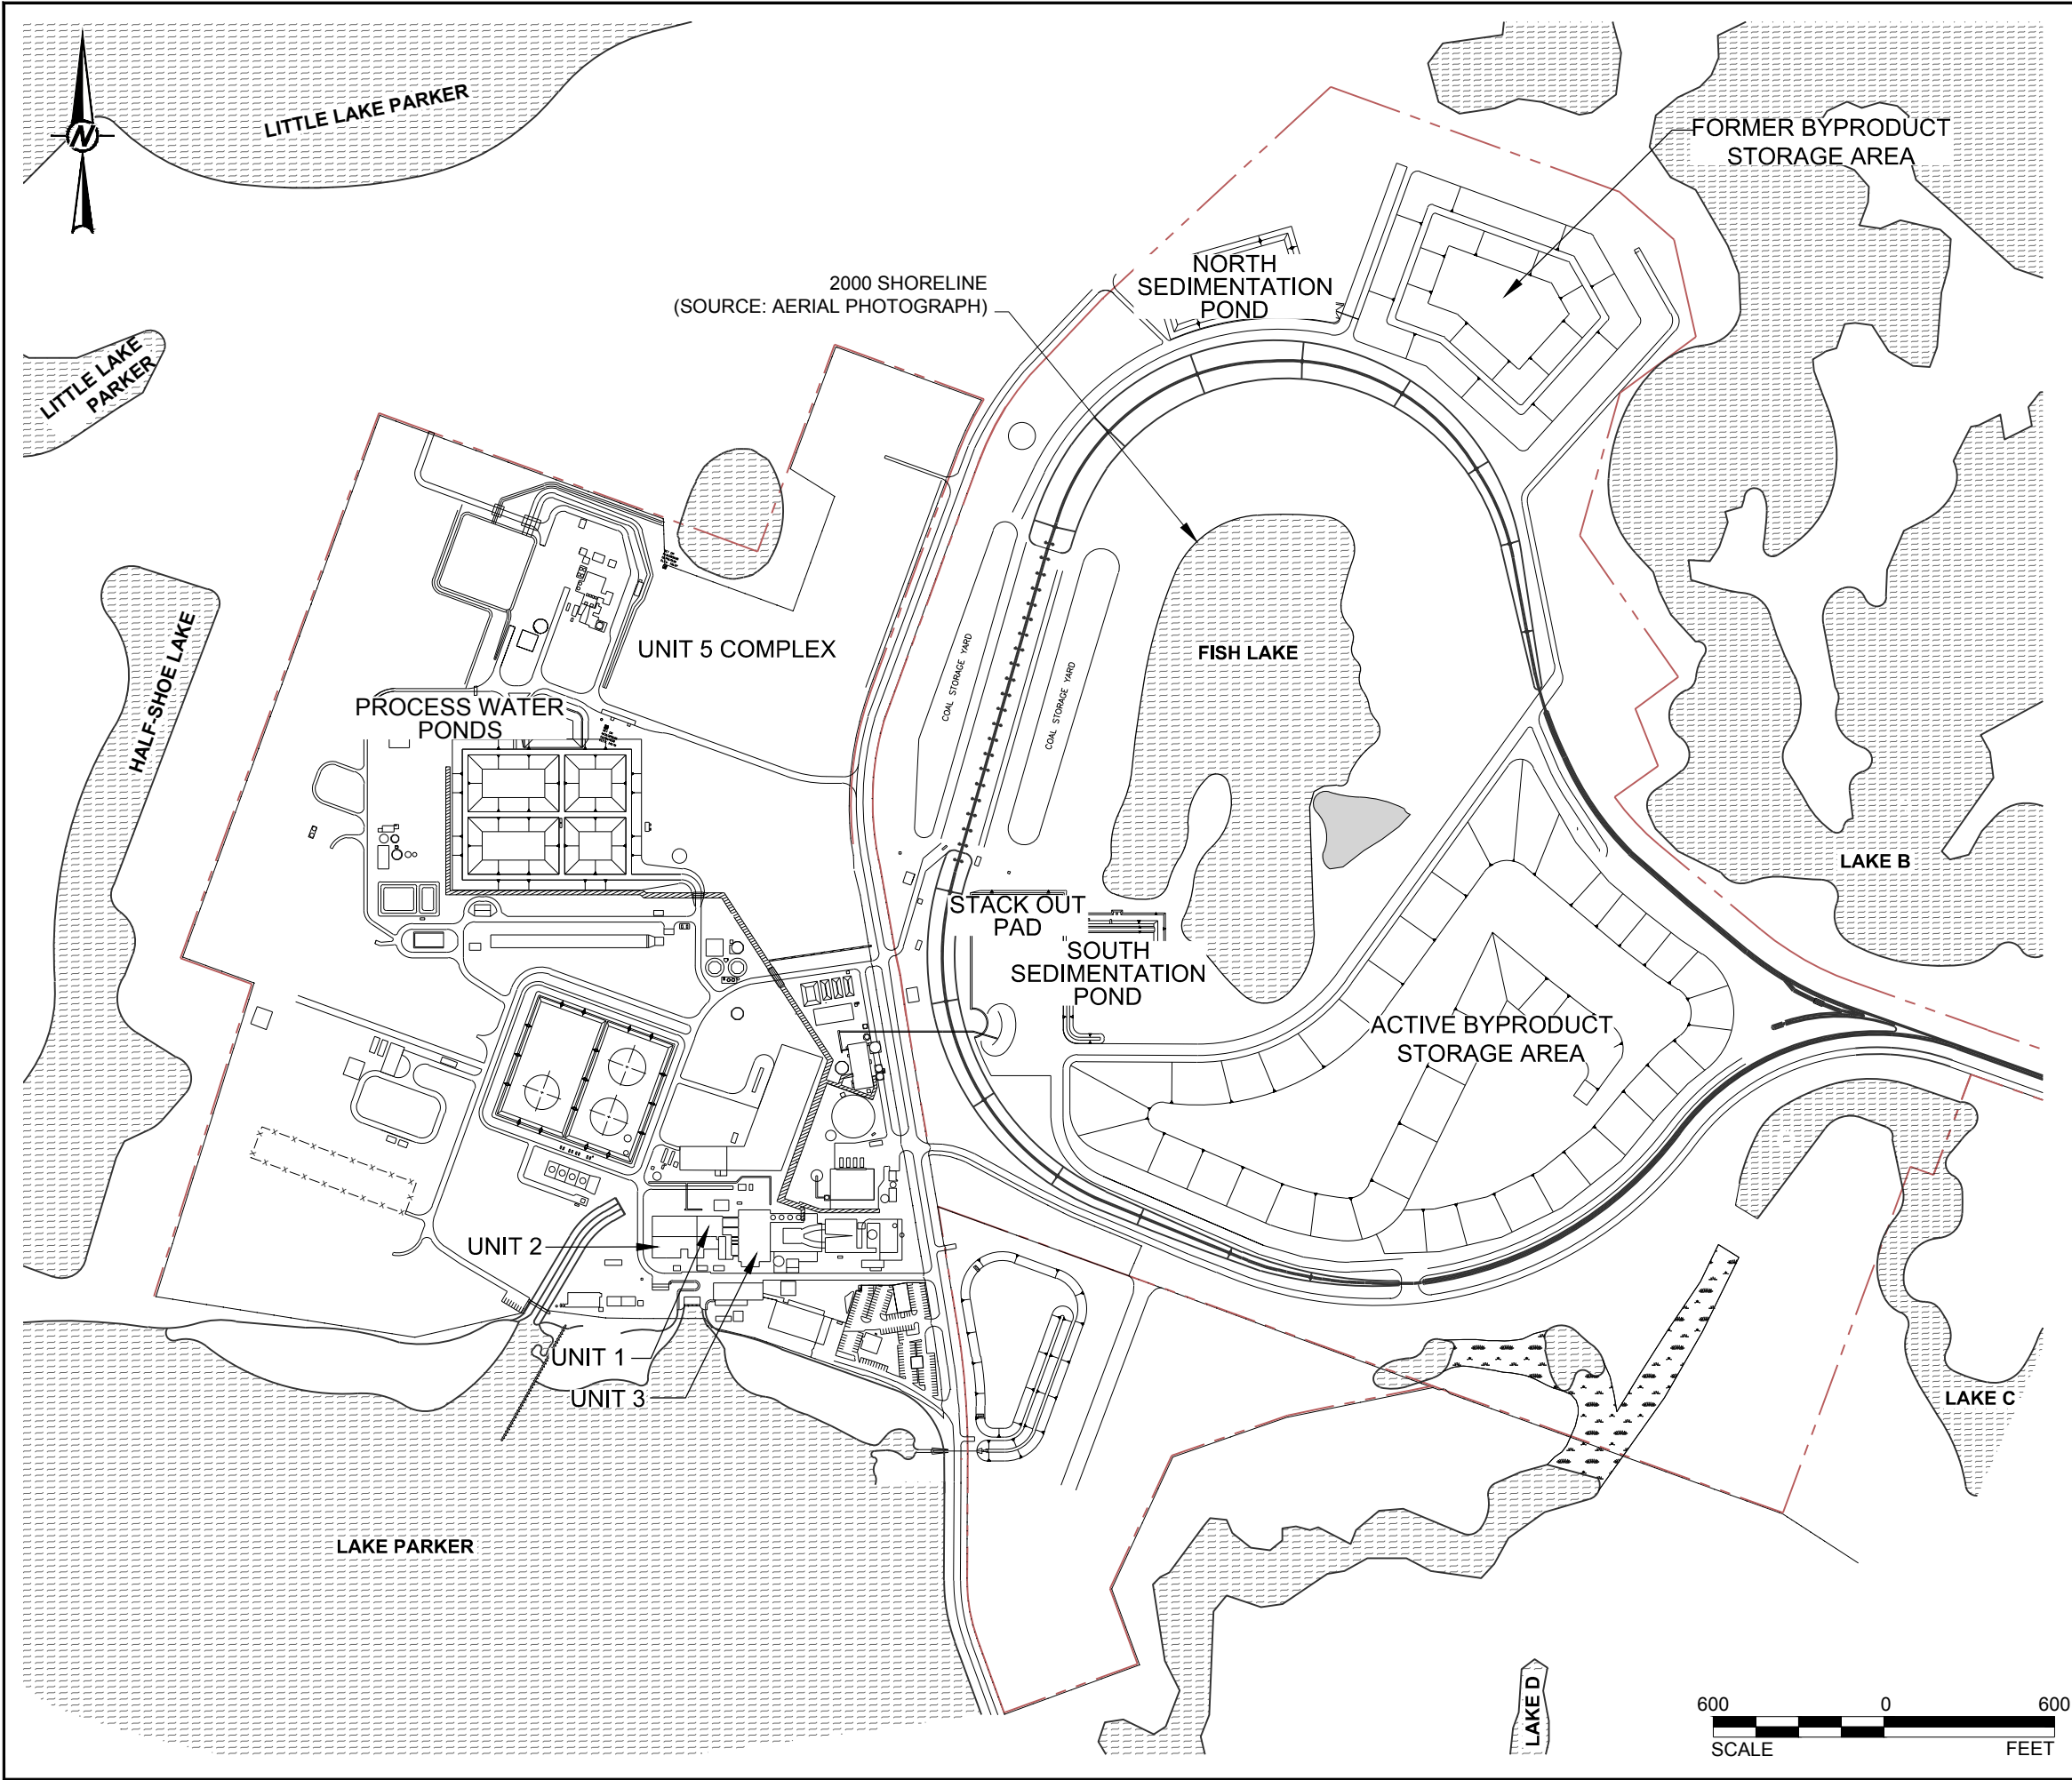 LITTLE LAKE PARKER
N
FORMER BYPRODUCT
STORAGE AREA
NORTH
SEDIMENTATION
POND
2000 SHORELINE
(SOURCE: AERIAL PHOTOGRAPH)
LITTLE LAKE
PARKER
HALF-SHOE LAKE
UNIT 5 COMPLEX
COAL STORAGE YARD
COAL STORAGE YARD
FISH LAKE
PROCESS WATER
PONDS
LAKE B
STACK OUT
PAD
SOUTH
SEDIMENTATION
POND
ACTIVE BYPRODUCT
STORAGE AREA
UNIT 2
UNIT 1
UNIT 3
LAKE C
LAKE PARKER
LAKE D
600 0 600
SCALE FEET